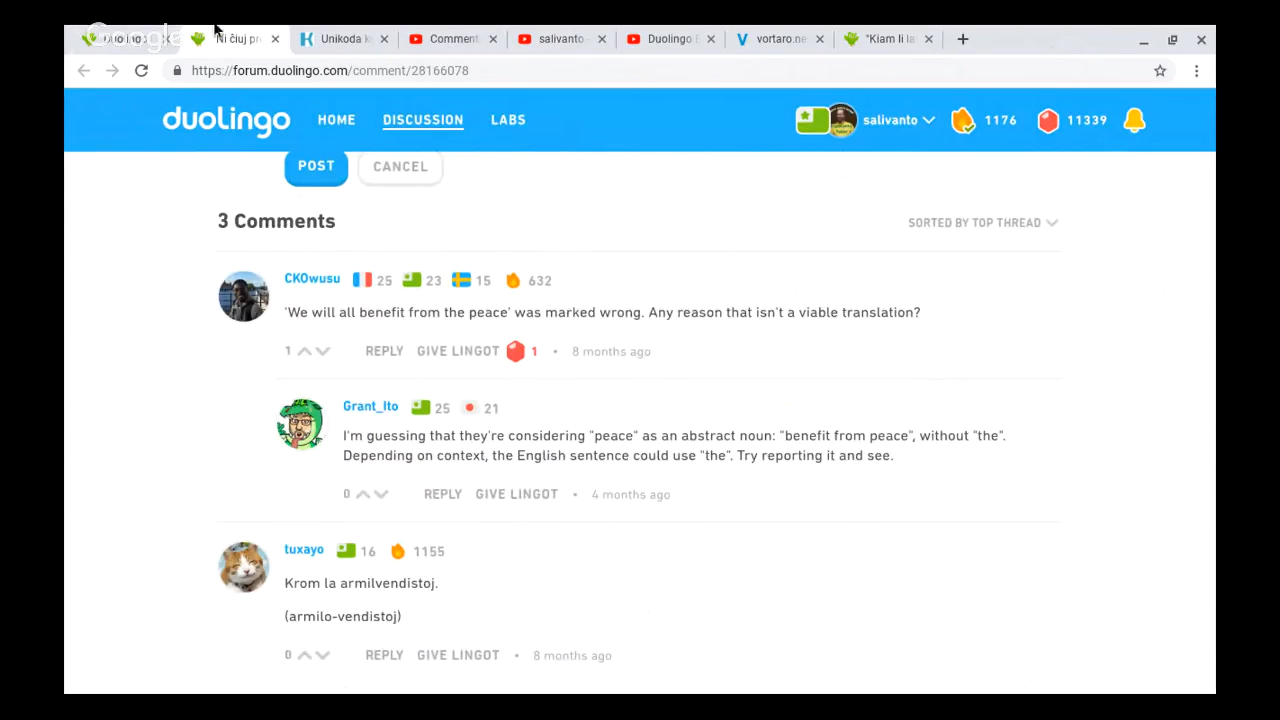 Google
Duolingo
Ni ĉiuj pr
Unikoda k
Comment
salivanto -
Duolingo E
vortaro.ne
"Kiam li la
https://forum.duolingo.com/comment/28166078
duolingo
HOME
DISCUSSION
LABS
salivanto
1176
11339
POST
CANCEL
3 Comments
SORTED BY TOP THREAD
CKOwusu 25 23 15 632
'We will all benefit from the peace' was marked wrong. Any reason that isn't a viable translation?
1 REPLY GIVE LINGOT 1 • 8 months ago
Grant_Ito 25 21
I'm guessing that they're considering "peace" as an abstract noun: "benefit from peace", without "the".
Depending on context, the English sentence could use "the". Try reporting it and see.
0 REPLY GIVE LINGOT • 4 months ago
tuxayo 16 1155
Krom la armilvendistoj.
(armilo-vendistoj)
0 REPLY GIVE LINGOT • 8 months ago